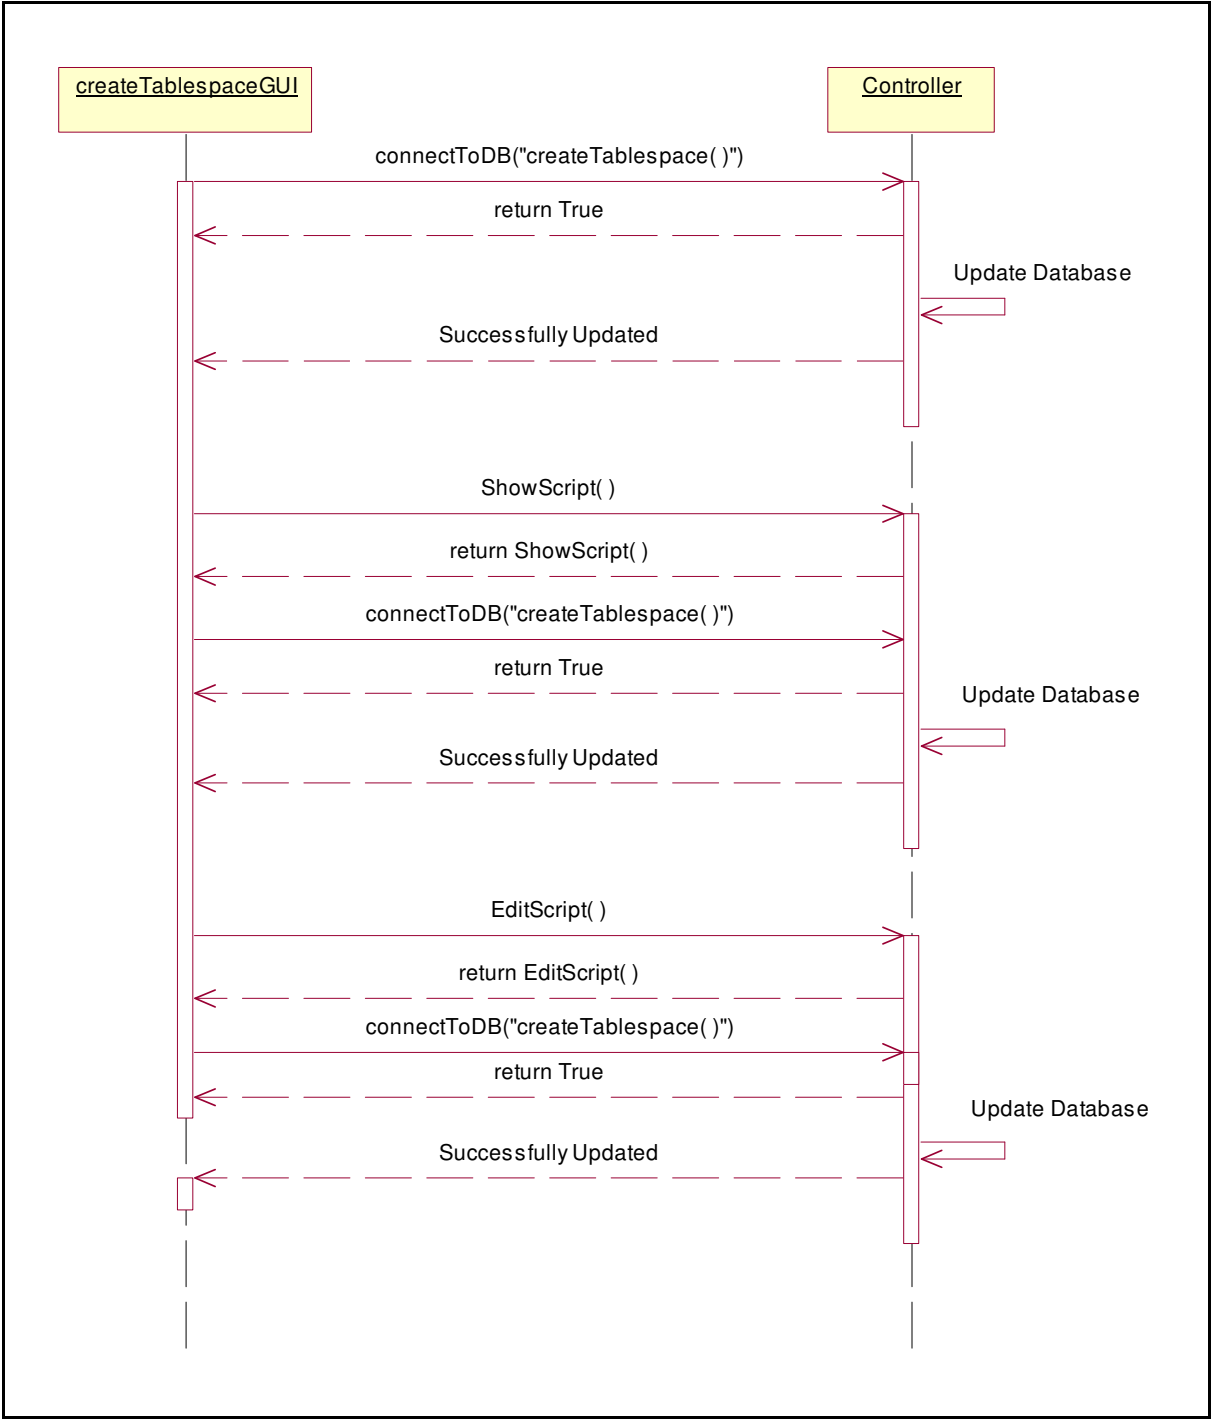 createTablespaceGUI
Controller
connectToDB("createTablespace( )")
return True
Update Database
Successfully Updated
ShowScript( )
return ShowScript( )
connectToDB("createTablespace( )")
return True
Update Database
Successfully Updated
EditScript( )
return EditScript( )
connectToDB("createTablespace( )")
return True
Update Database
Successfully Updated